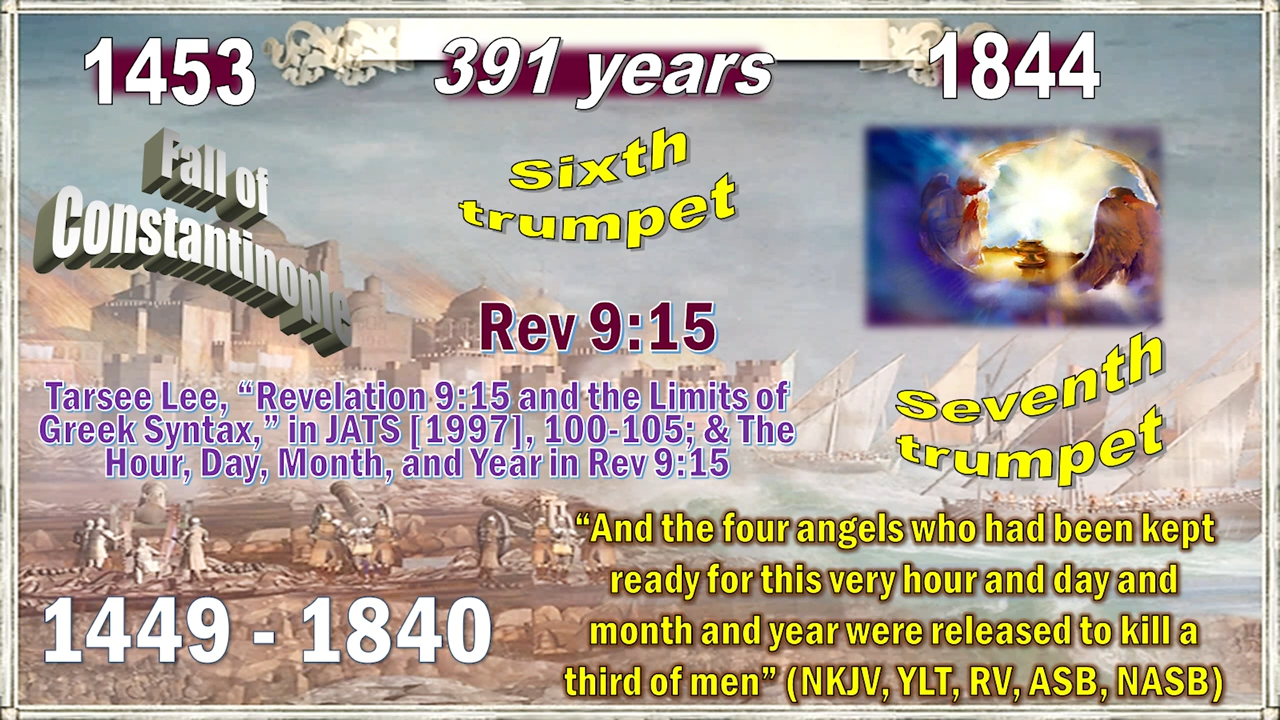 1453
391 years
1844
Fall of
Constantinople
Sixth
trumpet
Rev 9:15
Tarsee Lee, “Revelation 9:15 and the Limits of
Greek Syntax,” in JATS [1997], 100-105; & The
Hour, Day, Month, and Year in Rev 9:15
Seventh
trumpet
1449 - 1840
“And the four angels who had been kept
ready for this very hour and day and
month and year were released to kill a
third of men” (NKJV, YLT, RV, ASB, NASB)